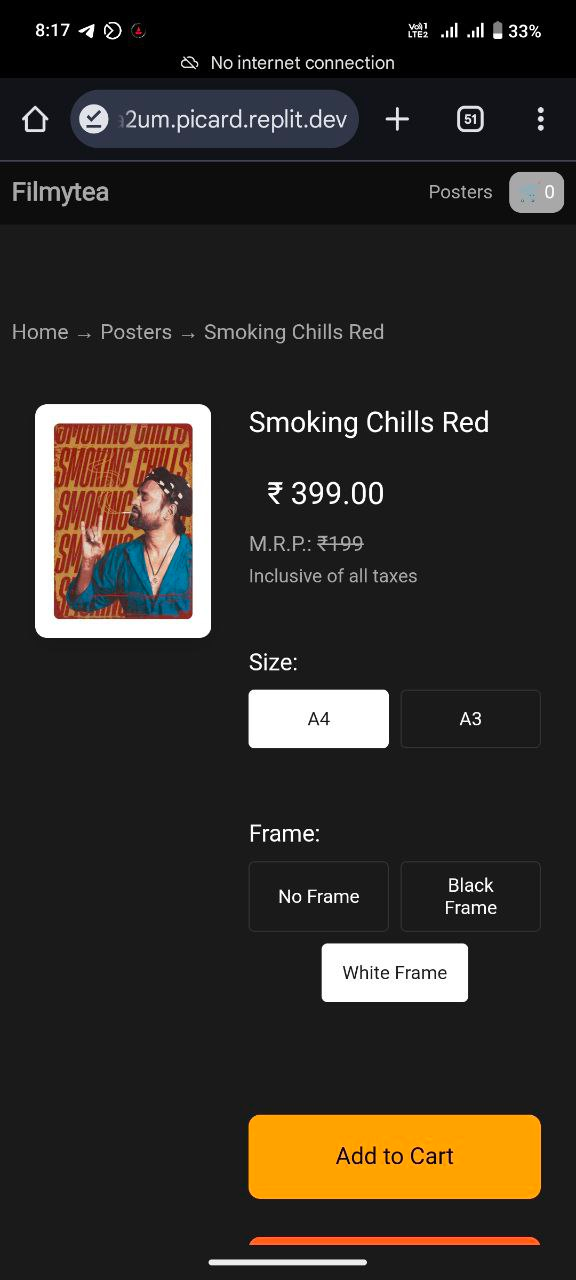 8:17
Vo)) 1
LTE2
33%
No internet connection
a2um.picard.replit.dev
51
Filmytea
Posters
0
Home → Posters → Smoking Chills Red
SMOKING CHILLS
SMOKING CHILLS
SMOKING
SMOKING
SMOKING
Smoking Chills Red
₹ 399.00
M.R.P.: ₹199
Inclusive of all taxes
Size:
A4
A3
Frame:
No Frame
Black
Frame
White Frame
Add to Cart